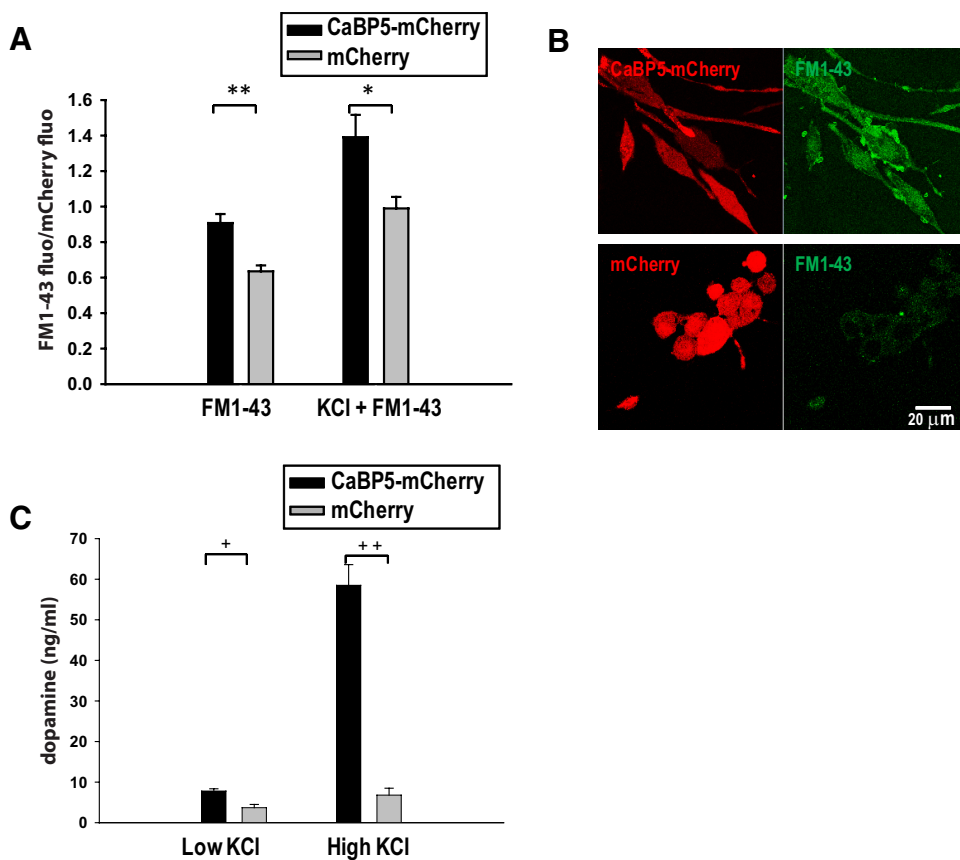 A
CaBP5-mCherry
mCherry
FM1-43 fluo/mCherry fluo
1.6
1.4
1.2
1.0
0.8
0.6
0.4
0.2
0.0
**
*
FM1-43
KCl + FM1-43
B
CaBP5-mCherry
FM1-43
mCherry
FM1-43
20 μm
C
CaBP5-mCherry
mCherry
dopamine (ng/ml)
70
60
50
40
30
20
10
0
+
++
Low KCl
High KCl